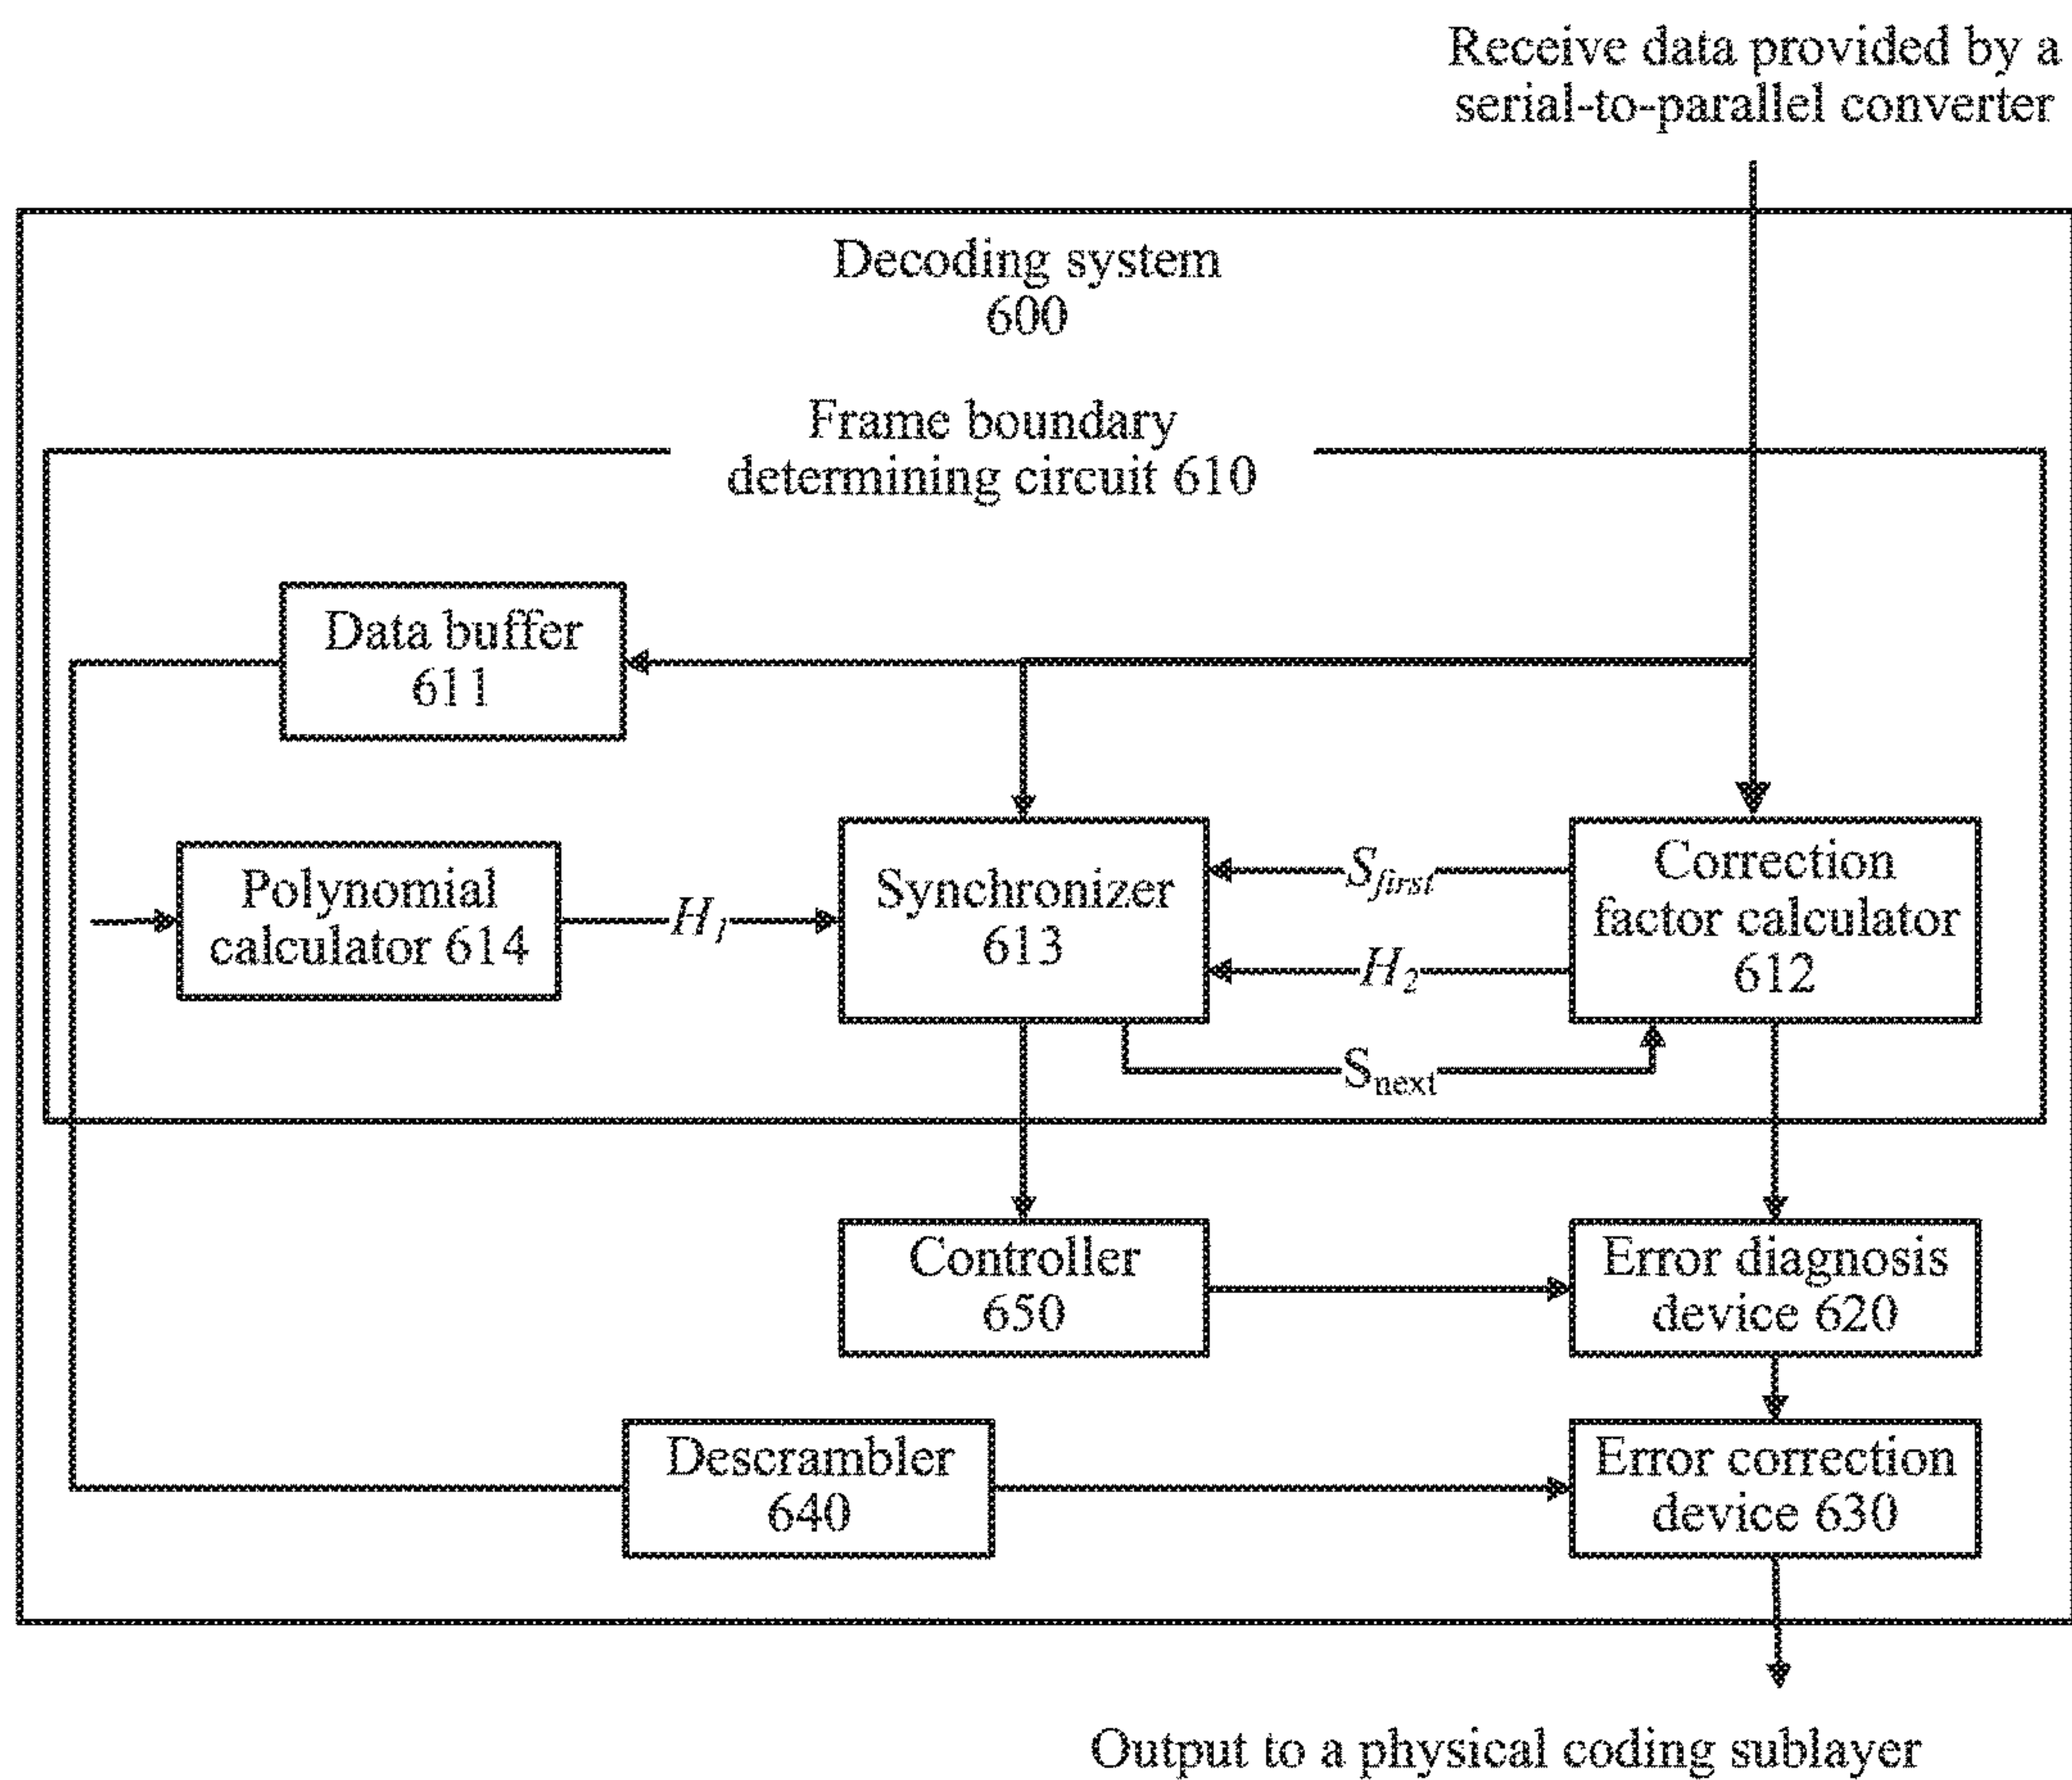 Receive data provided by a
serial-to-parallel converter
Decoding system
600
Frame boundary
determining circuit 610
Data buffer
611
Polynomial
calculator 614
H1
Synchronizer
613
Sfirst
H2
Snext
Correction
factor calculator
612
Controller
650
Error diagnosis
device 620
Descrambler
640
Error correction
device 630
Output to a physical coding sublayer